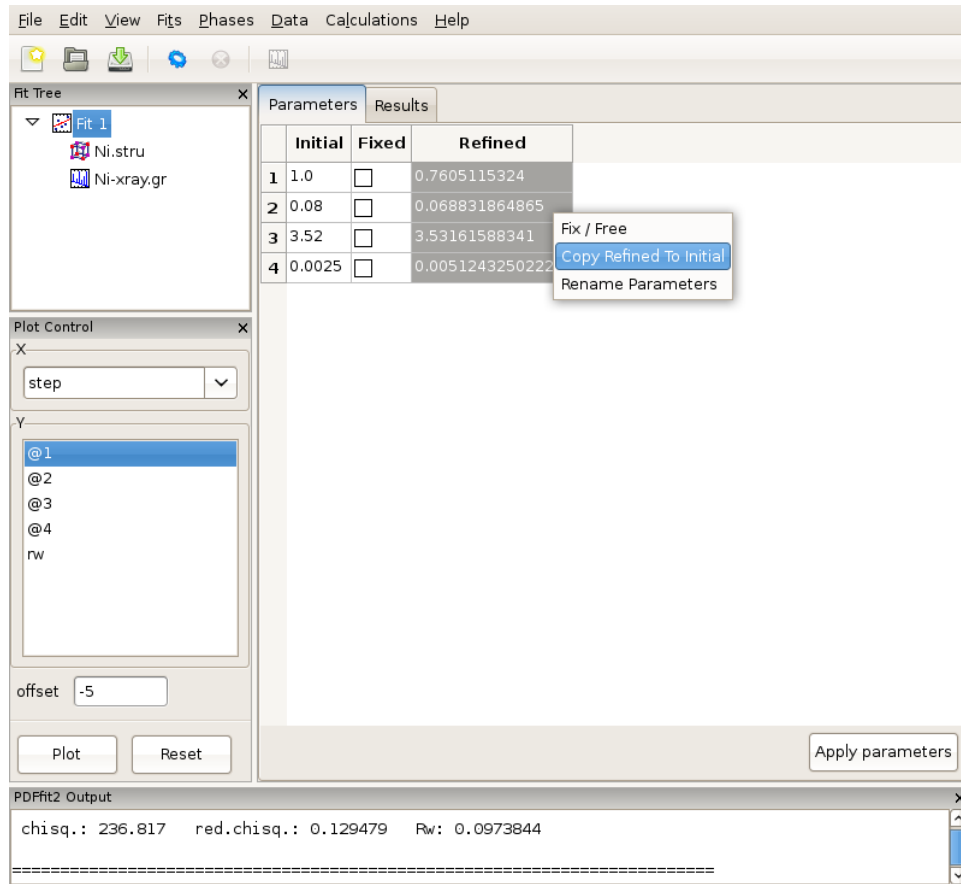 File Edit View Fits Phases Data Calculations Help
Fit Tree x
Fit 1
Ni.stru
Ni-xray.gr
Parameters Results
Initial Fixed Refined
1 1.0 0.7605115324
2 0.08 0.068831864865
3 3.52 3.53161588341
4 0.0025 0.0051243250222
Fix / Free
Copy Refined To Initial
Rename Parameters
Plot Control x
X
step
Y
@1
@2
@3
@4
rw
offset -5
Plot Reset
Apply parameters
PDFfit2 Output x
chisq.: 236.817 red.chisq.: 0.129479 Rw: 0.0973844
=========================================================================